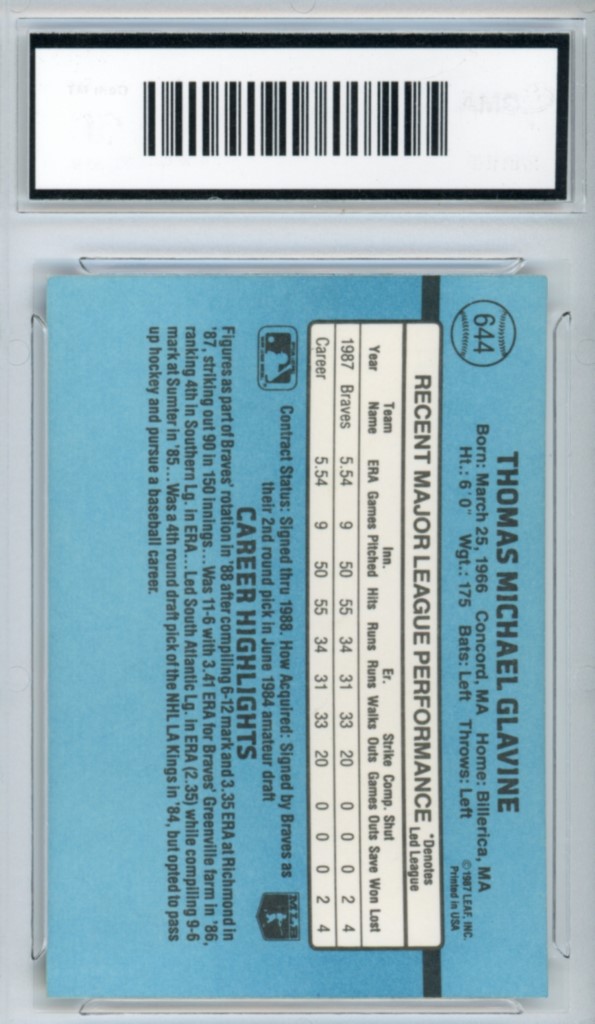 644
THOMAS MICHAEL GLAVINE
Born: March 25, 1966 Concord, MA Home: Billerica, MA
Ht.: 6'0" Wgt.: 175 Bats: Left Throws: Left
© 1987 LEAF, INC.
Printed in USA
RECENT MAJOR LEAGUE PERFORMANCE
*Denotes
Led League
Year Team Name ERA Games Inn. Pitched Hits Runs Er. Runs Walks Strike Outs Comp. Games Shut Outs Save Won Lost
1987 Braves 5.54 9 50 55 34 31 33 20 0 0 0 2 4
Career 5.54 9 50 55 34 31 33 20 0 0 0 2 4
Contract Status: Signed thru 1988. How Acquired: Signed by Braves as
their 2nd round pick in June 1984 amateur draft
MLB
CAREER HIGHLIGHTS
Figures as part of Braves' rotation in '88 after compiling 6-12 mark and 3.35 ERA at Richmond in
'87, striking out 90 in 150 innings... Was 11-6 with 3.41 ERA for Braves' Greenville farm in '86,
ranking 4th in Southern Lg. in ERA... Led South Atlantic Lg. in ERA (2.35) while compiling 9-6
mark at Sumter in '85... Was a 4th round draft pick of the NHL LA Kings in '84, but opted to pass
up hockey and pursue a baseball career.